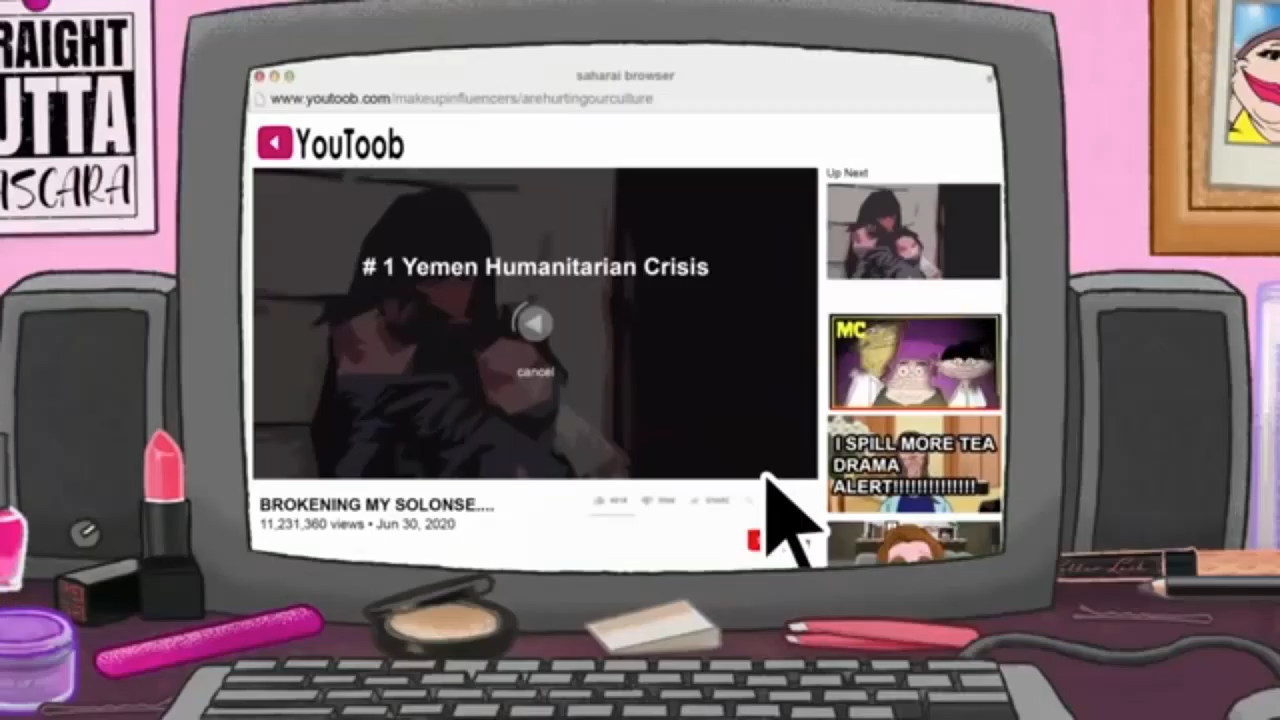 RAIGHT
UTTA
ASCARA
saharai browser
www.youtoob.com/makeupinfluencers/arehurtingourculture
YouToob
Up Next
# 1 Yemen Humanitarian Crisis
cancel
MC
I SPILL MORE TEA
DRAMA
ALERT!!!!!!!!!!!!!!
BROKENING MY SOLONSE....
11,231,360 views • Jun 30, 2020
SHARE